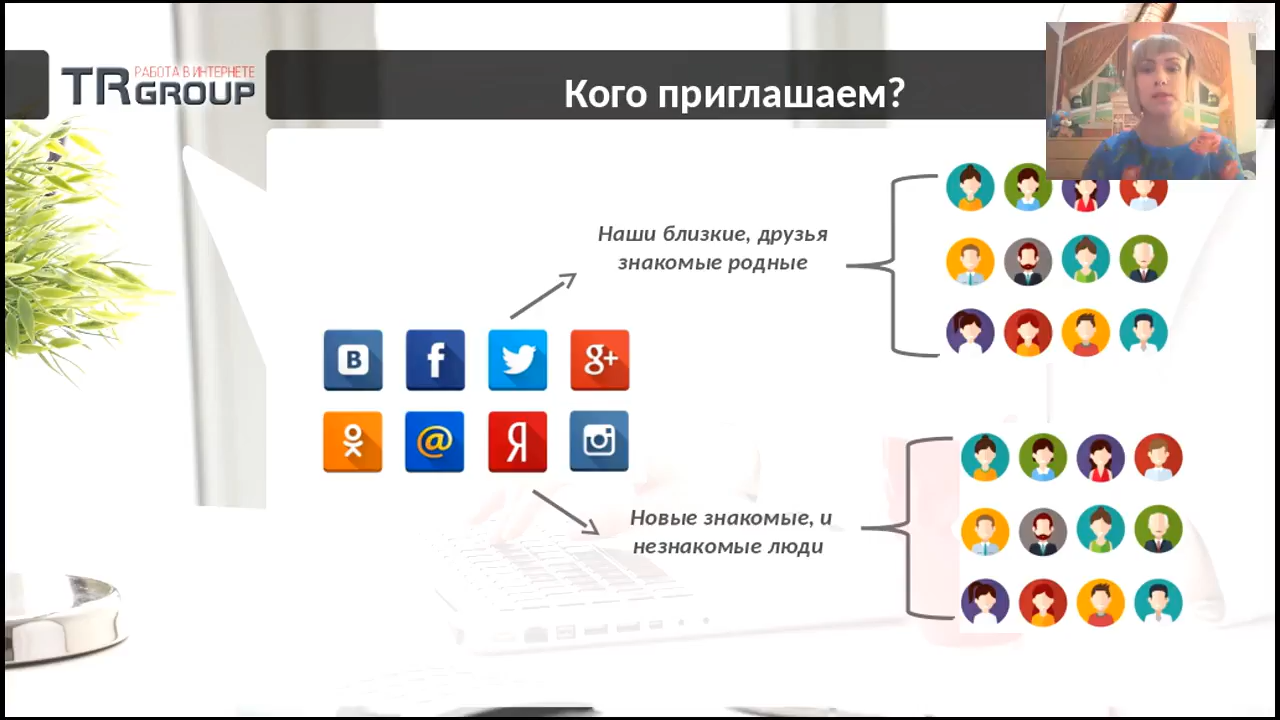 TR GROUP
РАБОТА В ИНТЕРНЕТЕ
Кого приглашаем?
Наши близкие, друзья
знакомые родные
В f g+
@ Я
Новые знакомые, и
незнакомые люди